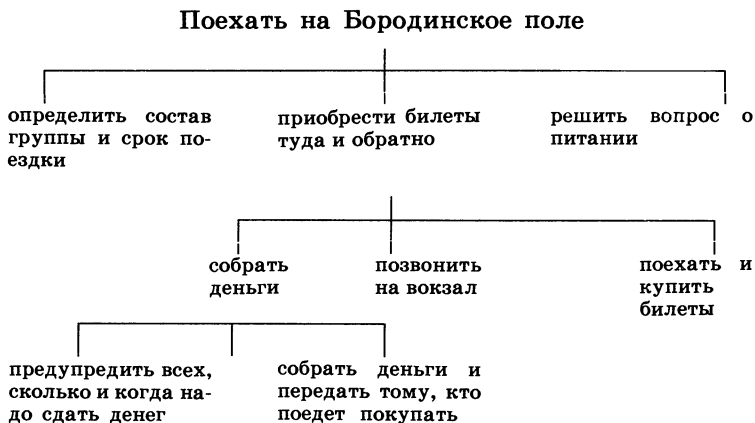 Поехать на Бородинское поле
определить состав
группы и срок по-
ездки
приобрести билеты
туда и обратно
решить вопрос о
питании
собрать
деньги
позвонить
на вокзал
поехать и
купить
билеты
предупредить всех,
сколько и когда на-
до сдать денег
собрать деньги и
передать тому, кто
поедет покупать